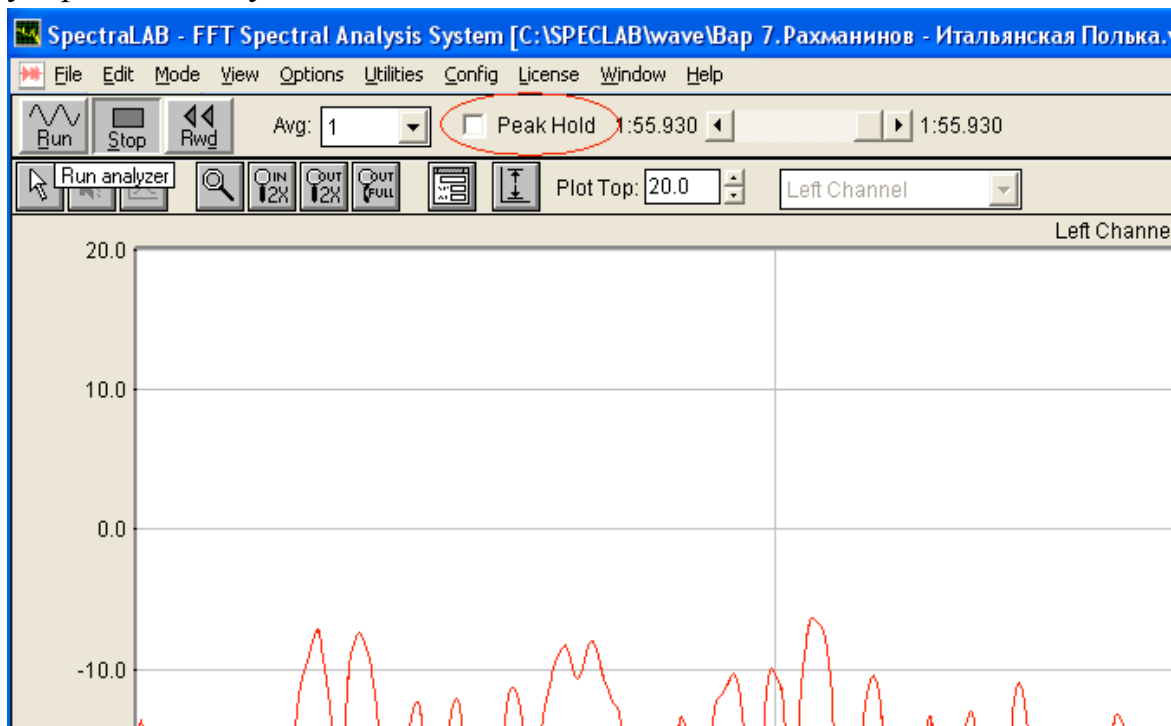 SpectraLAB - FFT Spectral Analysis System [C:\SPECLAB\wave\Вар 7.Рахманинов - Итальянская Полька.
File Edit Mode View Options Utilities Config License Window Help
Run Stop Rwd Avg: 1 Peak Hold 1:55.930 1:55.930
Run analyzer IN 2X OUT 2X OUT FULL Plot Top: 20.0 Left Channel
Left Channe
20.0
10.0
0.0
-10.0